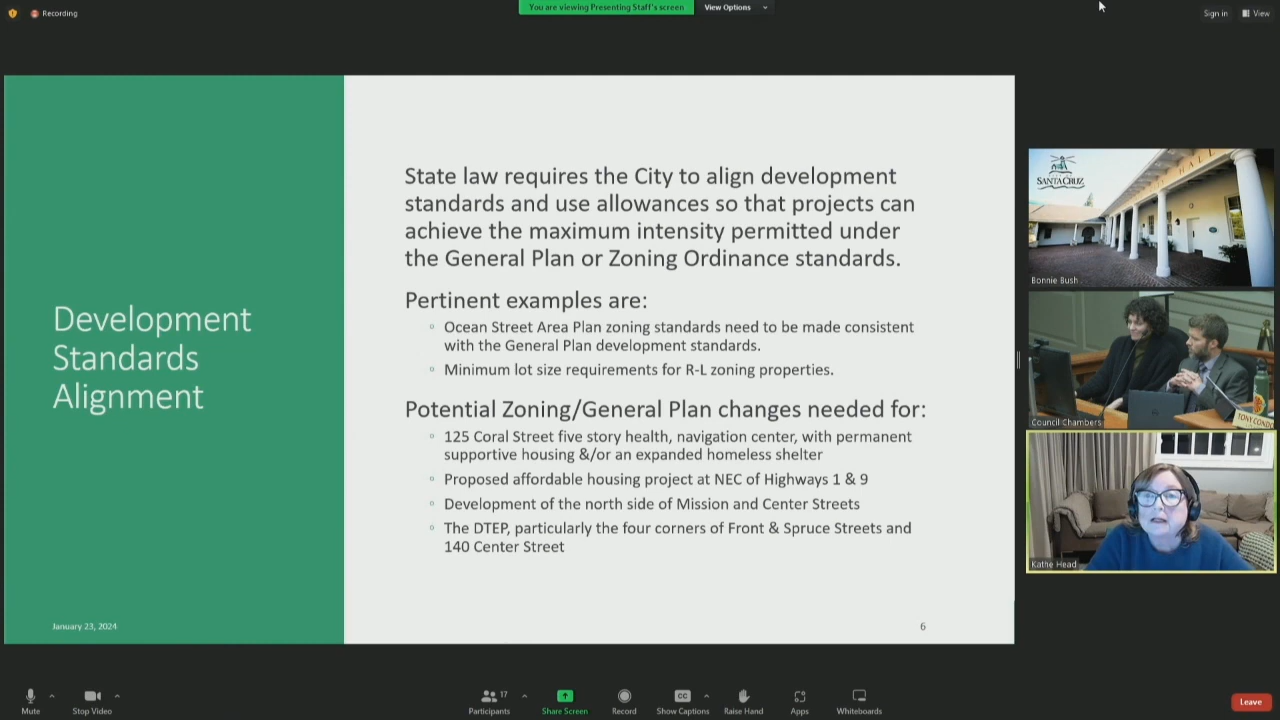 Recording
You are viewing Presenting Staff's screen
View Options
Sign in
View
State law requires the City to align development
standards and use allowances so that projects can
achieve the maximum intensity permitted under
the General Plan or Zoning Ordinance standards.
Pertinent examples are:
Ocean Street Area Plan zoning standards need to be made consistent
with the General Plan development standards.
Minimum lot size requirements for R-L zoning properties.
Development
Standards
Alignment
Potential Zoning/General Plan changes needed for:
125 Coral Street five story health, navigation center, with permanent
supportive housing &/or an expanded homeless shelter
Proposed affordable housing project at NEC of Highways 1 & 9
Development of the north side of Mission and Center Streets
The DTEP, particularly the four corners of Front & Spruce Streets and
140 Center Street
January 23, 2024
6
SANTA CRUZ
Bonnie Bush
Council Chambers
TONY CONDO
Kathe Head
Mute
Stop Video
Participants
17
Share Screen
Record
CC
Show Captions
Raise Hand
Apps
Whiteboards
Leave